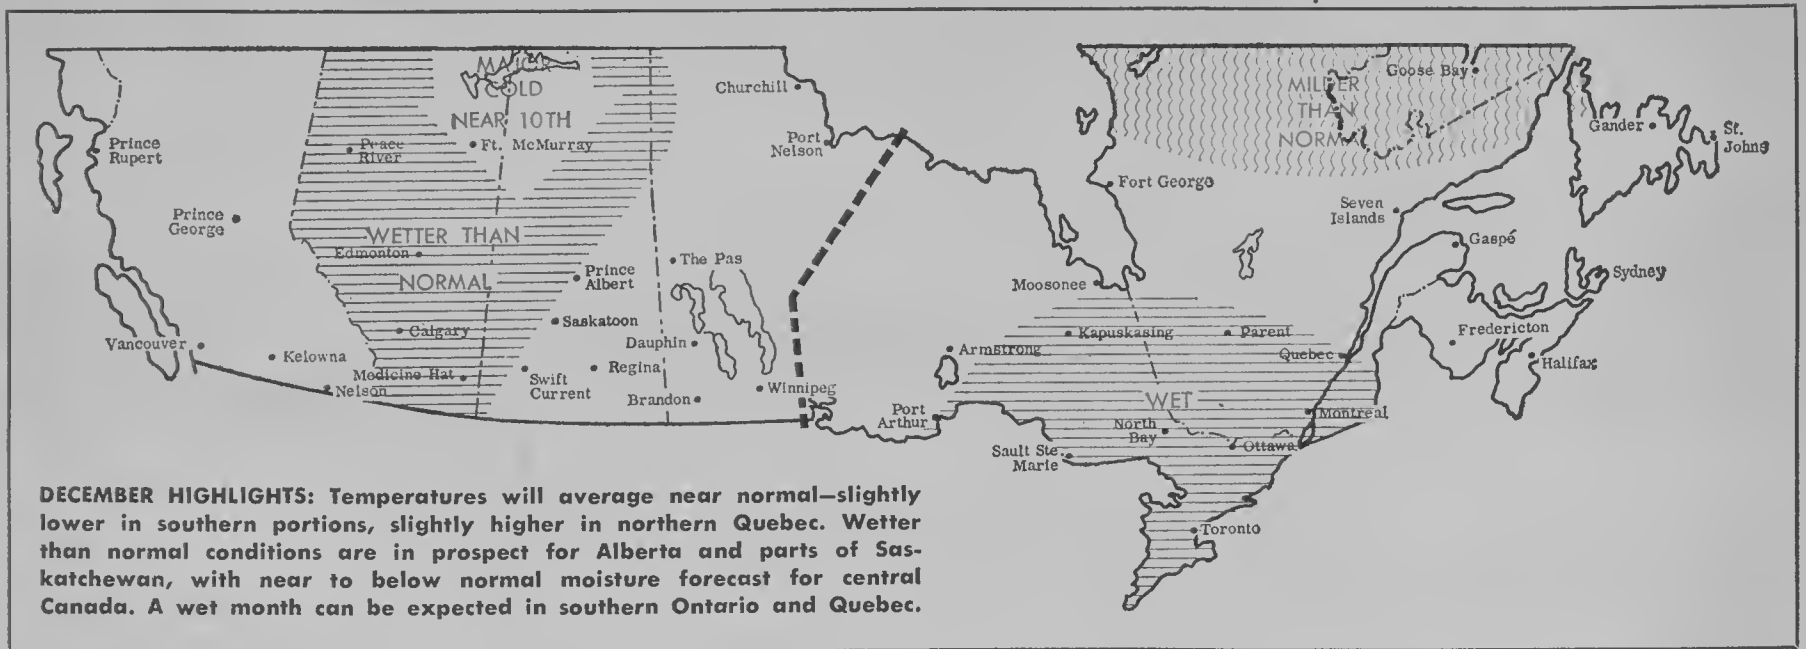 MAJOR
COLD
NEAR 10TH
Churchill
Goose Bay
MILDER
THAN
NORMAL
Gander
St.
Johns
Prince
Rupert
Peace
River
Ft. McMurray
Port
Nelson
Fort George
Prince
George
Seven
Islands
WETTER THAN
NORMAL
Edmonton
Gaspé
The Pas
Prince
Albert
Sydney
Moosonee
Saskatoon
Calgary
Kapuskasing
Parent
Fredericton
Vancouver
Dauphin
Armstrong
Quebec
Kelowna
Regina
Halifax
Medicine Hat
Nelson
Swift
Current
Winnipeg
Brandon
WET
Port
Arthur
Montreal
North
Bay
Ottawa
Sault Ste.
Marie
Toronto
DECEMBER HIGHLIGHTS: Temperatures will average near normal—slightly
lower in southern portions, slightly higher in northern Quebec. Wetter
than normal conditions are in prospect for Alberta and parts of Sas-
katchewan, with near to below normal moisture forecast for central
Canada. A wet month can be expected in southern Ontario and Quebec.